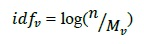 idf_v = log(n/M_v)